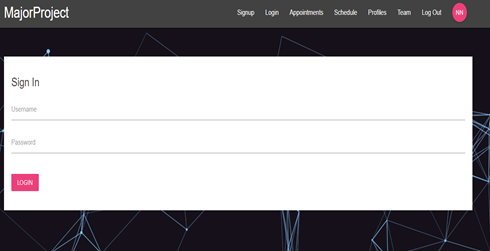 MajorProject Signup Login Appointments Schedule Profiles Team Log Out NN
Sign In
Username
Password
LOGIN